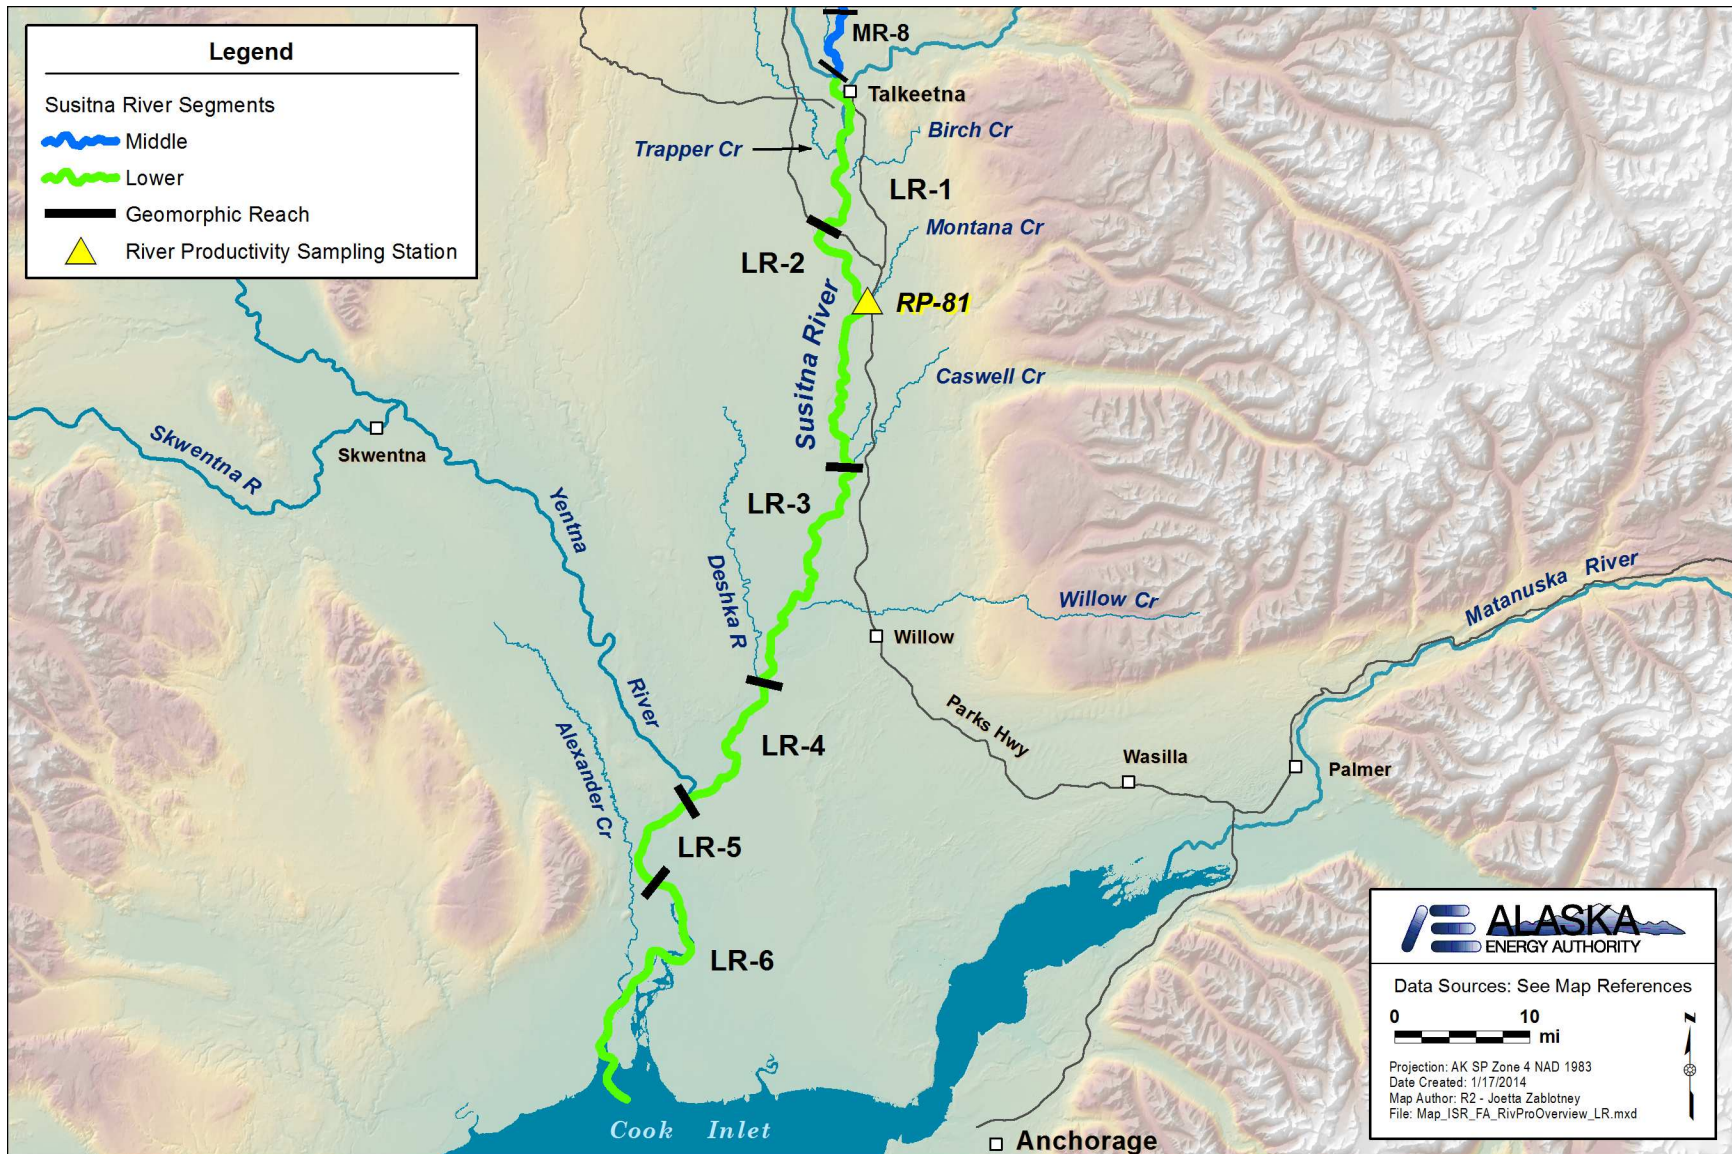 Legend
Susitna River Segments
Middle
Lower
Geomorphic Reach
River Productivity Sampling Station
MR-8
Talkeetna
Birch Cr
Trapper Cr
LR-1
Montana Cr
LR-2
RP-81
Susitna River
Caswell Cr
Skwentna R
Skwentna
LR-3
Yentna
River
Deshka R
Willow Cr
Matanuska River
Willow
Alexander Cr
Parks Hwy
LR-4
Wasilla
Palmer
LR-5
LR-6
Cook Inlet
Anchorage
ALASKA
ENERGY AUTHORITY
Data Sources: See Map References
0 10
mi
N
Projection: AK SP Zone 4 NAD 1983
Date Created: 1/17/2014
Map Author: R2 - Joetta Zablotney
File: Map_ISR_FA_RivProOverview_LR.mxd